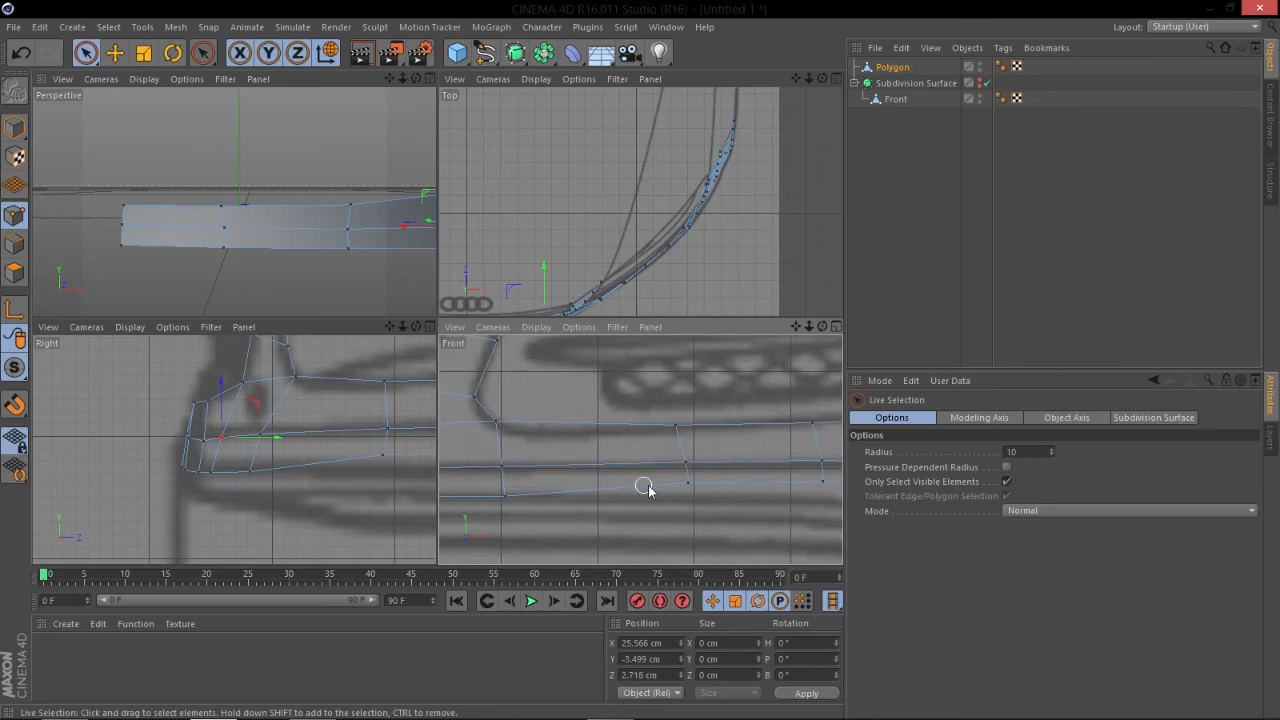 CINEMA 4D R16.011 Studio (R16) - [Untitled 1 *]
File Edit Create Select Tools Mesh Snap Animate Simulate Render Sculpt Motion Tracker MoGraph Character Pipeline Plugins Script Window Help
Layout: Startup (User)
File Edit View Objects Tags Bookmarks
View Cameras Display Options Filter Panel
View Cameras Display Options Filter Panel
Perspective
Top
Polygon
Subdivision Surface
Front
Objects
Content Browser
Structure
Y
X
Z
X
View Cameras Display Options Filter Panel
View Cameras Display Options Filter Panel
Right
Front
Y
Z
Y
X
Mode Edit User Data
Live Selection
Options Modeling Axis Object Axis Subdivision Surface
Options
Radius 10
Pressure Dependent Radius
Only Select Visible Elements
Tolerant Edge/Polygon Selection
Mode Normal
Attributes
Layers
0 5 10 15 20 25 30 35 40 45 50 55 60 65 70 75 80 85 90 0 F
0 F 0 F 90 F 90 F
Create Edit Function Texture
Position Size Rotation
X 25.566 cm X 0 cm H 0 °
Y -3.499 cm Y 0 cm P 0 °
Z 2.718 cm Z 0 cm B 0 °
Object (Rel) Size Apply
MAXON CINEMA 4D
Live Selection: Click and drag to select elements. Hold down SHIFT to add to the selection, CTRL to remove.